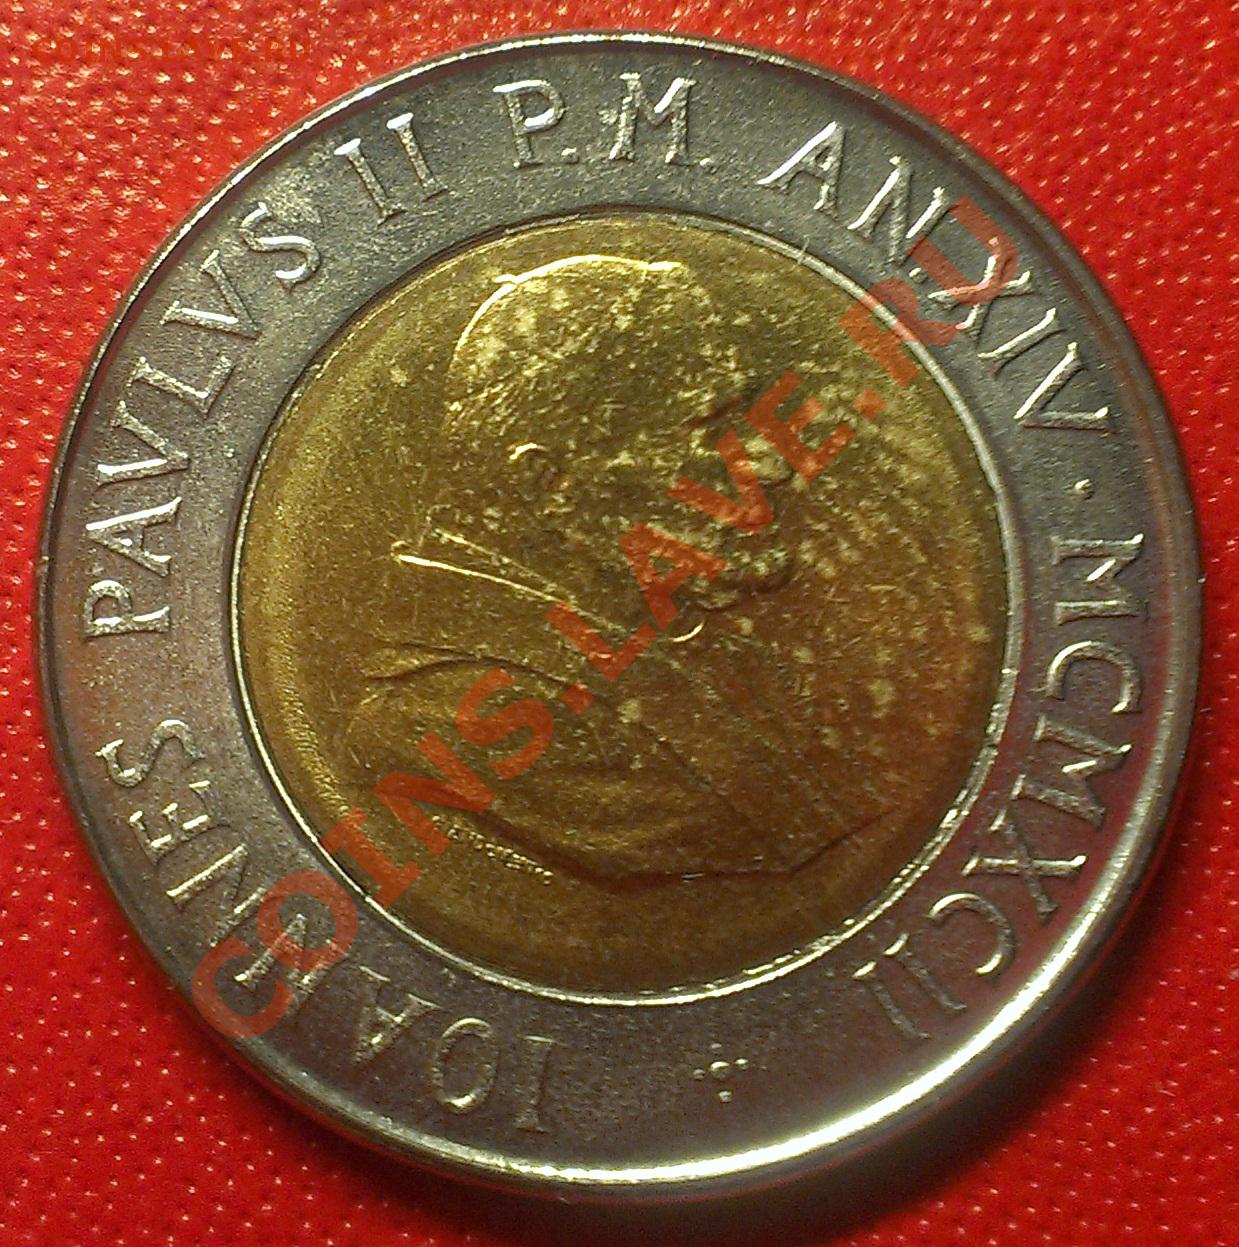 COINS.LAVE.RU
IOANNES PAVLVS II P. M. AN. XIV · MCMXCII
COINS.LAVE.RU